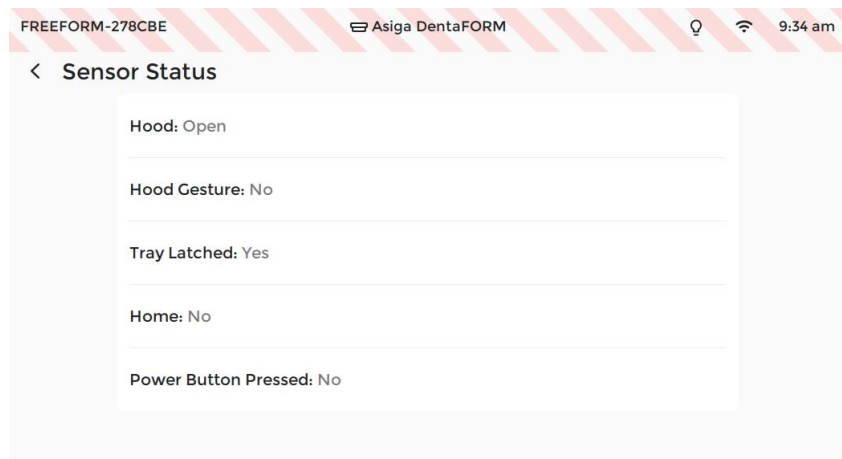 FREEFORM-278CBE Asiga DentaFORM 9:34 am
Sensor Status
Hood: Open
Hood Gesture: No
Tray Latched: Yes
Home: No
Power Button Pressed: No